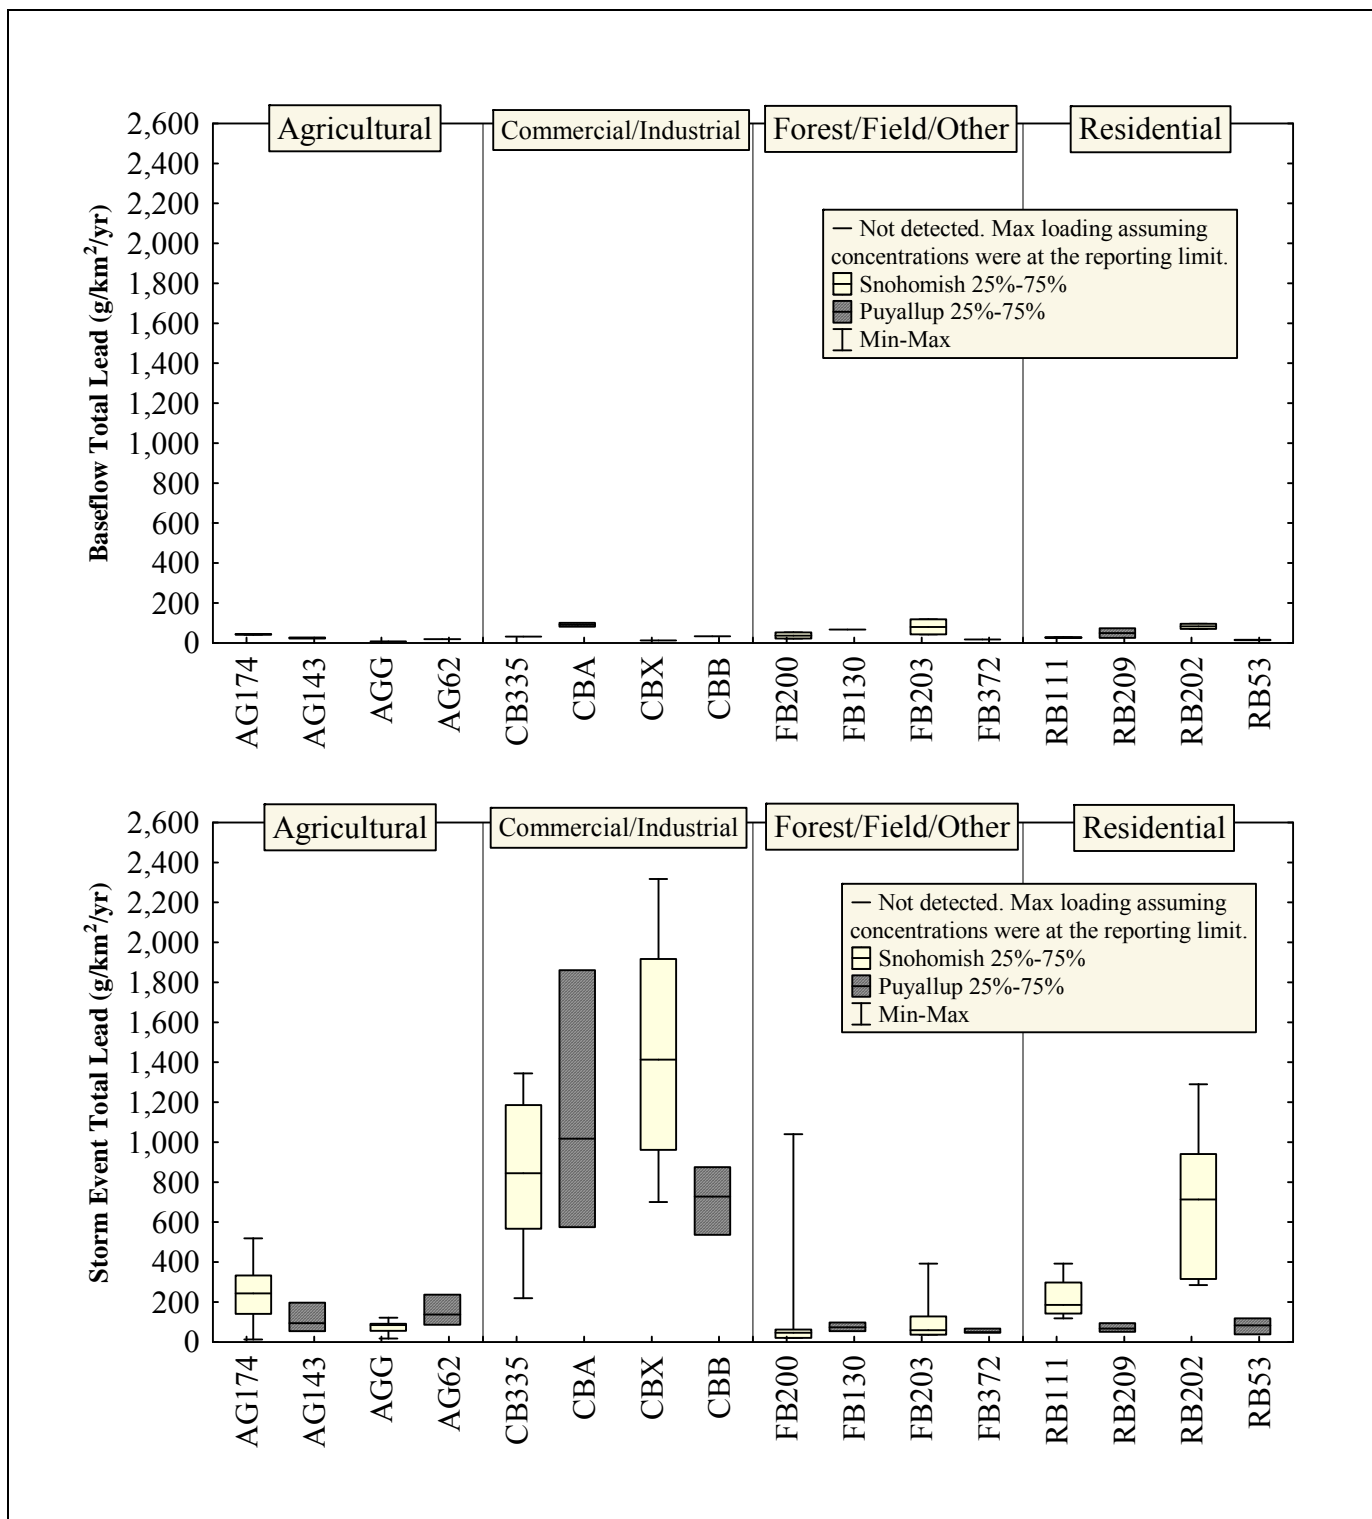 Agricultural
Commercial/Industrial
Forest/Field/Other
Residential
Baseflow Total Lead (g/km²/yr)
2,600
2,400
2,200
2,000
1,800
1,600
1,400
1,200
1,000
800
600
400
200
0
— Not detected. Max loading assuming
concentrations were at the reporting limit.
Snohomish 25%-75%
Puyallup 25%-75%
Min-Max
AG174
AG143
AGG
AG62
CB335
CBA
CBX
CBB
FB200
FB130
FB203
FB372
RB111
RB209
RB202
RB53
Agricultural
Commercial/Industrial
Forest/Field/Other
Residential
Storm Event Total Lead (g/km²/yr)
2,600
2,400
2,200
2,000
1,800
1,600
1,400
1,200
1,000
800
600
400
200
0
— Not detected. Max loading assuming
concentrations were at the reporting limit.
Snohomish 25%-75%
Puyallup 25%-75%
Min-Max
AG174
AG143
AGG
AG62
CB335
CBA
CBX
CBB
FB200
FB130
FB203
FB372
RB111
RB209
RB202
RB53